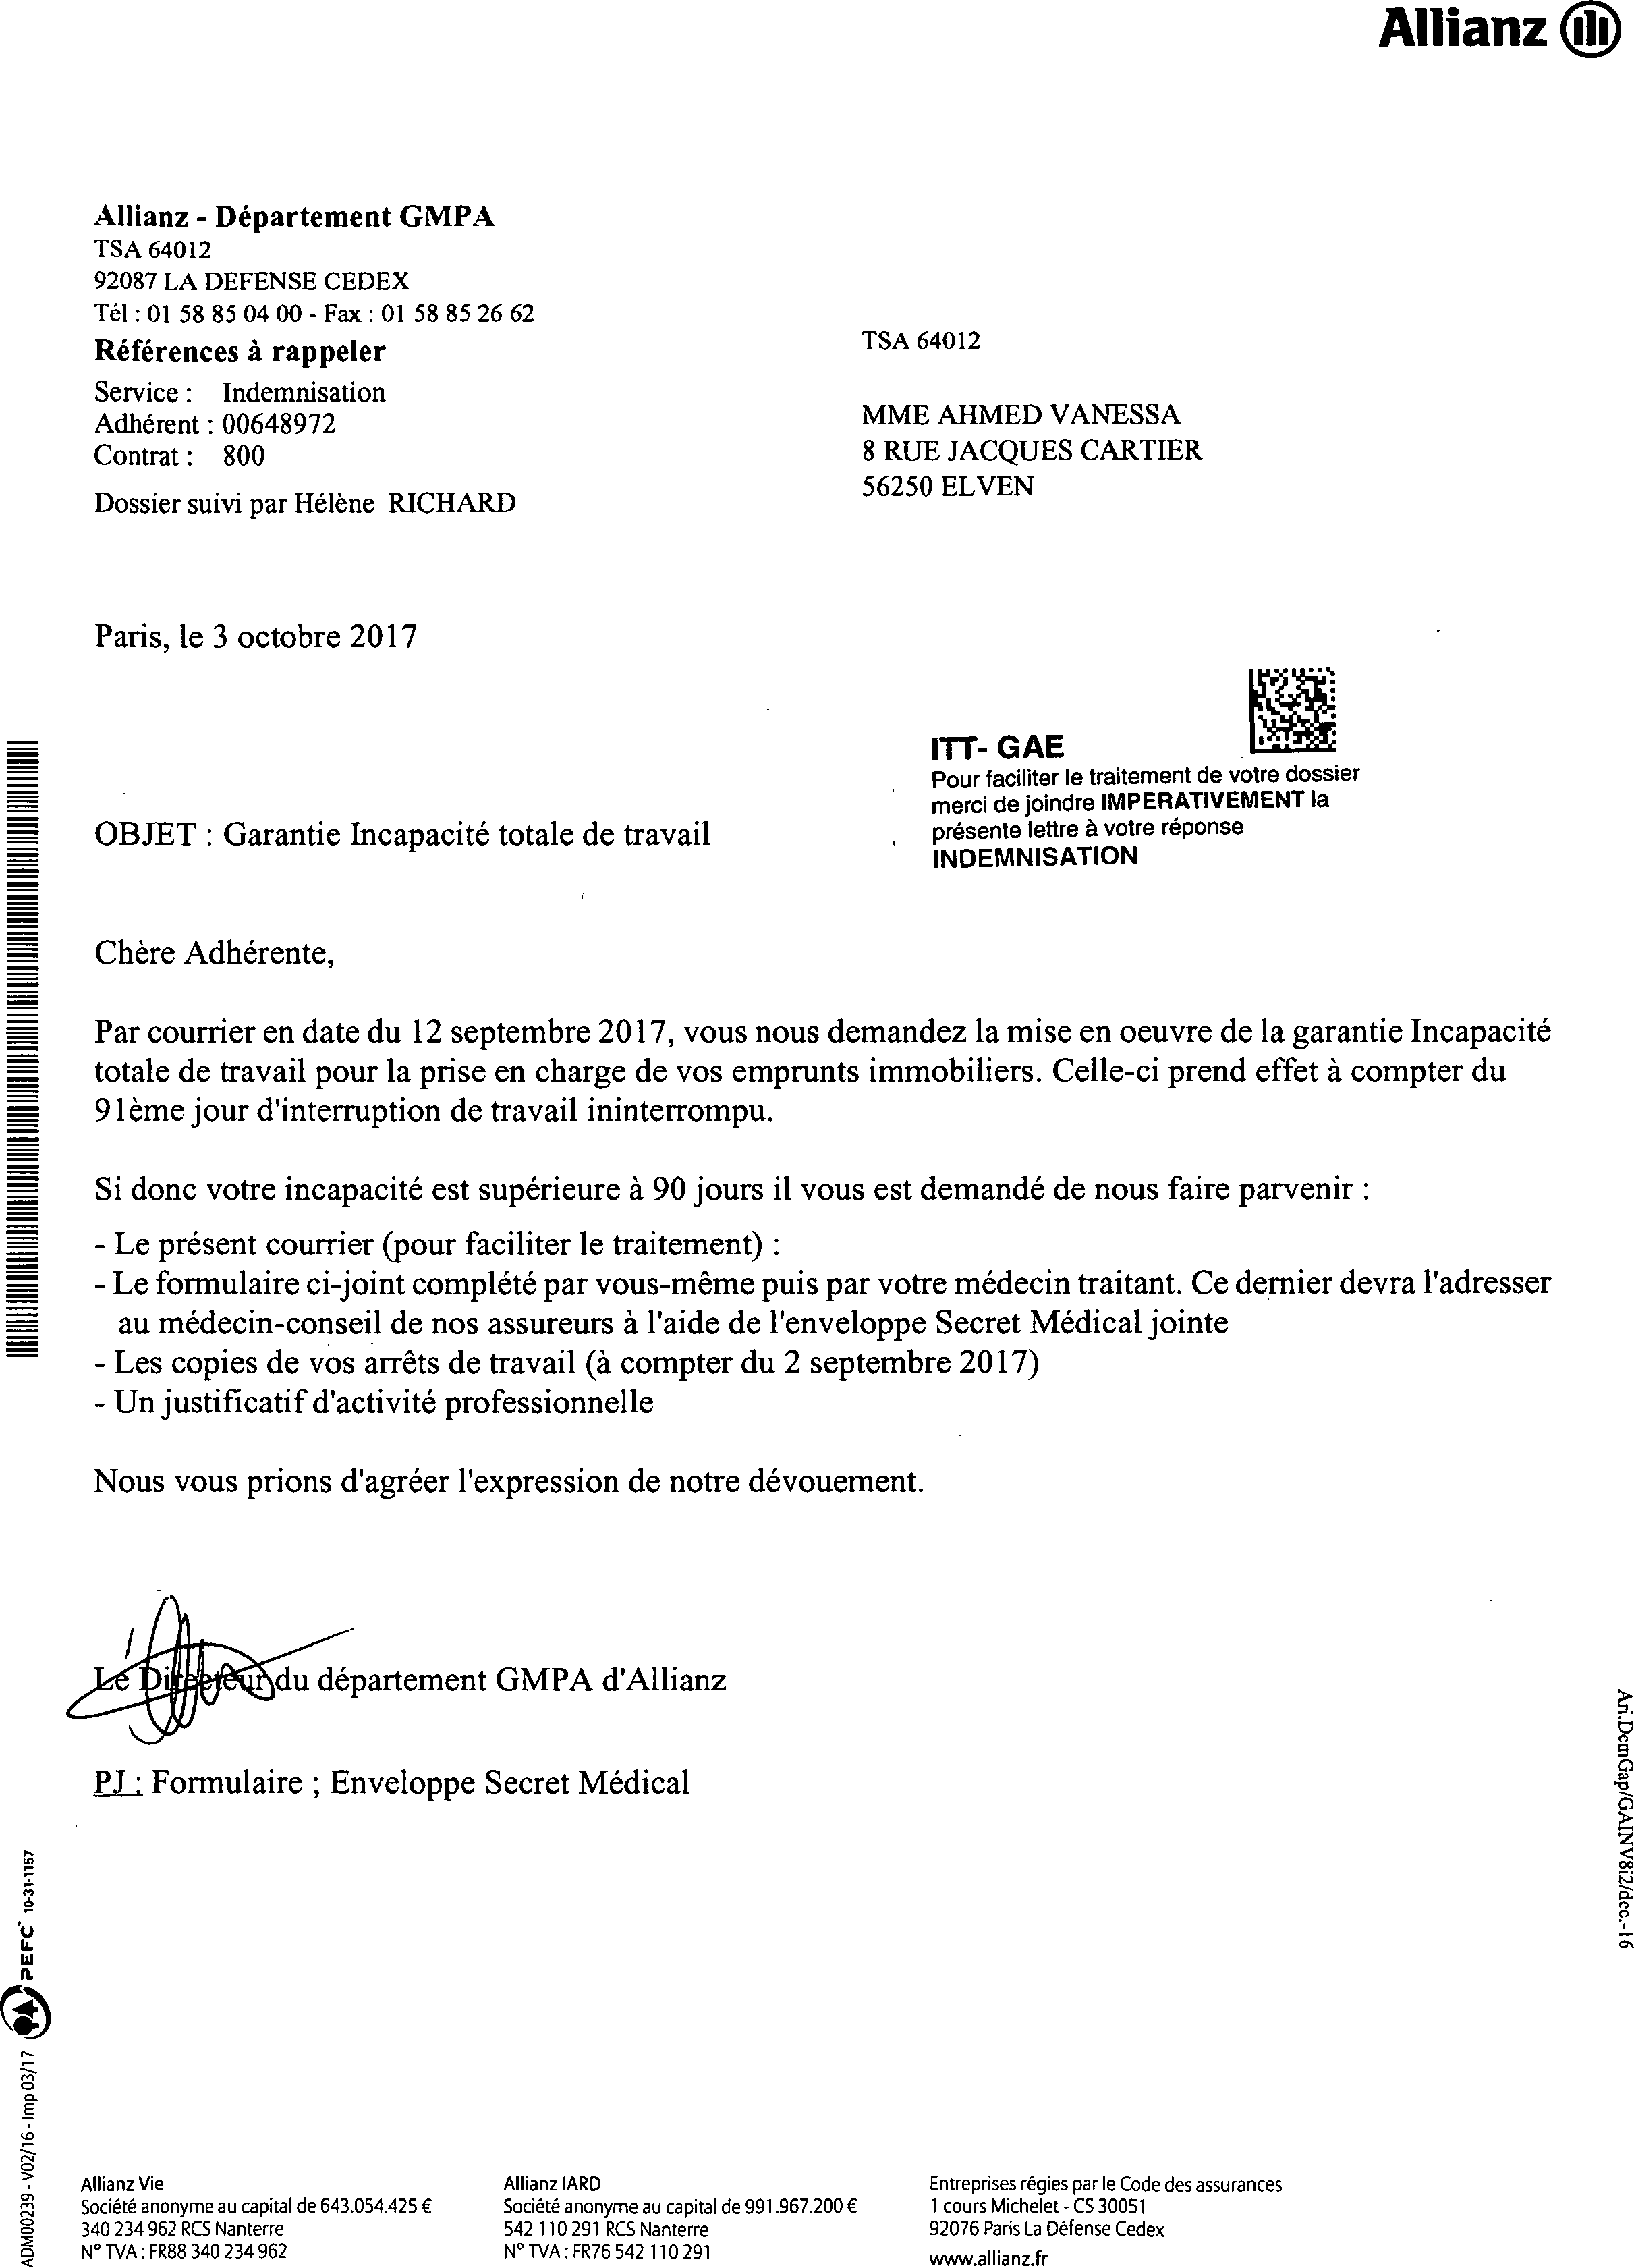 Allianz
Allianz - Département GMPA
TSA 64012
92087 LA DEFENSE CEDEX
Tél : 01 58 85 04 00 - Fax : 01 58 85 26 62
Références à rappeler
Service : Indemnisation
Adhérent : 00648972
Contrat : 800
Dossier suivi par Hélène RICHARD
TSA 64012
MME AHMED VANESSA
8 RUE JACQUES CARTIER
56250 ELVEN
Paris, le 3 octobre 2017
ITT- GAE
Pour faciliter le traitement de votre dossier
merci de joindre IMPERATIVEMENT la
présente lettre à votre réponse
INDEMNISATION
OBJET : Garantie Incapacité totale de travail
Chère Adhérente,
Par courrier en date du 12 septembre 2017, vous nous demandez la mise en oeuvre de la garantie Incapacité
totale de travail pour la prise en charge de vos emprunts immobiliers. Celle-ci prend effet à compter du
91ème jour d'interruption de travail ininterrompu.
Si donc votre incapacité est supérieure à 90 jours il vous est demandé de nous faire parvenir :
- Le présent courrier (pour faciliter le traitement) :
- Le formulaire ci-joint complété par vous-même puis par votre médecin traitant. Ce dernier devra l'adresser
au médecin-conseil de nos assureurs à l'aide de l'enveloppe Secret Médical jointe
- Les copies de vos arrêts de travail (à compter du 2 septembre 2017)
- Un justificatif d'activité professionnelle
Nous vous prions d'agréer l'expression de notre dévouement.
Le Directeur du département GMPA d'Allianz
PJ : Formulaire ; Enveloppe Secret Médical
Ari.DemGap/GAINV8i2/dec.-16
ADM00239 - V02/16 - Imp 03/17
PEFC 10-31-1157
Allianz Vie
Société anonyme au capital de 643.054.425 €
340 234 962 RCS Nanterre
N° TVA : FR88 340 234 962
Allianz IARD
Société anonyme au capital de 991.967.200 €
542 110 291 RCS Nanterre
N° TVA : FR76 542 110 291
Entreprises régies par le Code des assurances
1 cours Michelet - CS 30051
92076 Paris La Défense Cedex
www.allianz.fr